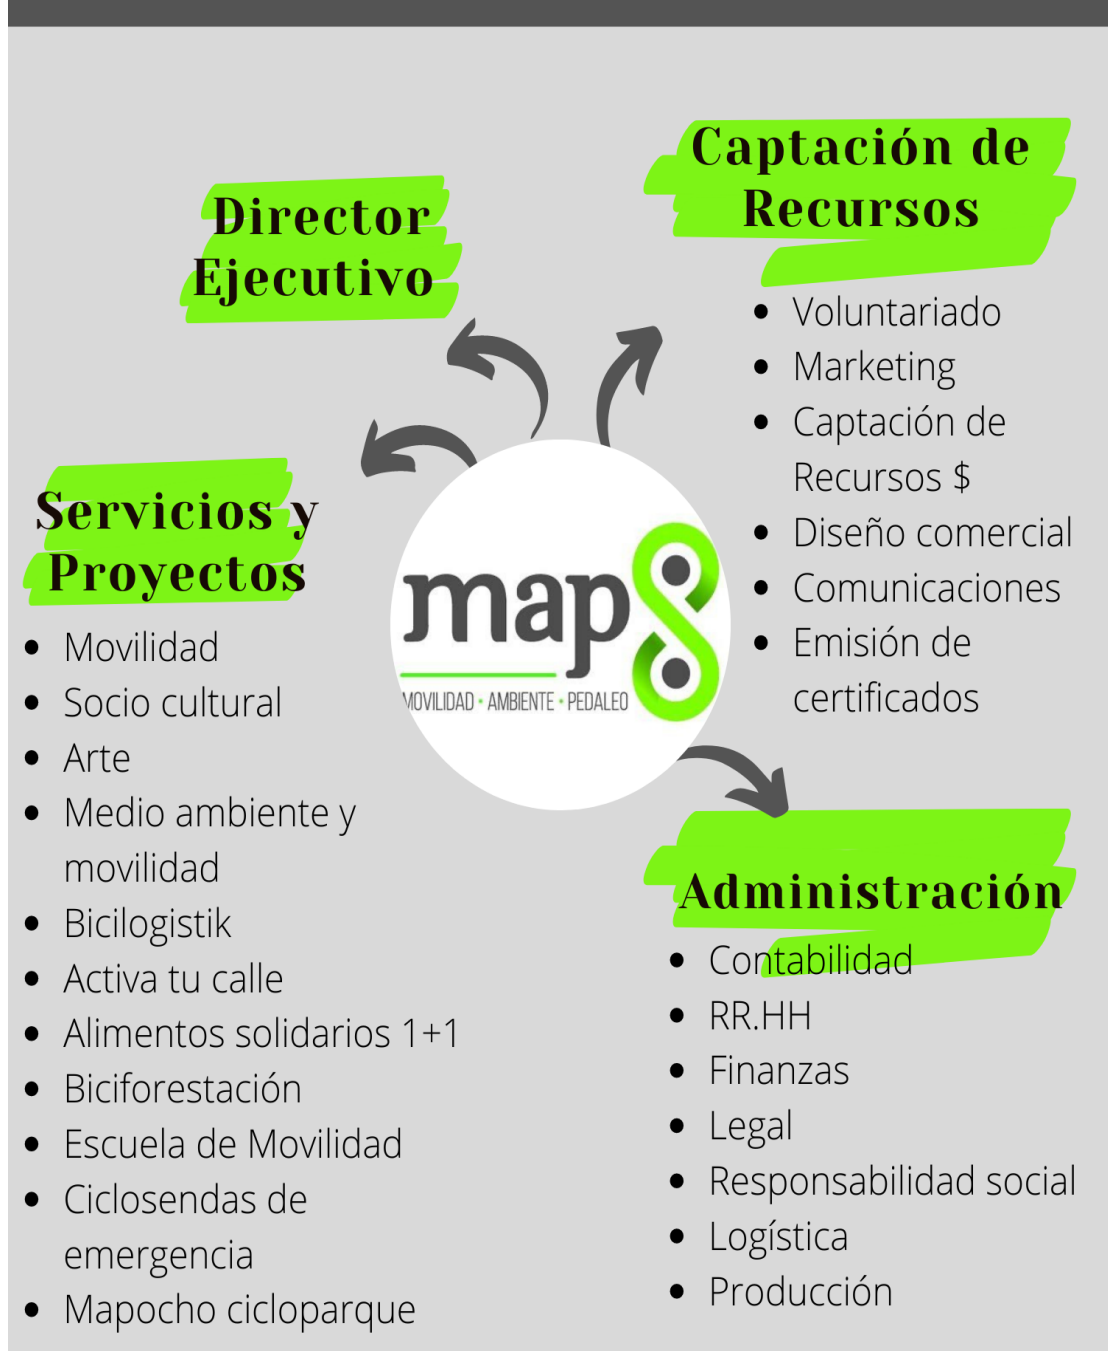 Director
Ejecutivo
Captación de
Recursos
• Voluntariado
• Marketing
• Captación de
Recursos $
• Diseño comercial
• Comunicaciones
• Emisión de
certificados
Servicios y
Proyectos
• Movilidad
• Socio cultural
• Arte
• Medio ambiente y
movilidad
• Bicilogistik
• Activa tu calle
• Alimentos solidarios 1+1
• Biciforestación
• Escuela de Movilidad
• Ciclosendas de
emergencia
• Mapocho cicloparque
map8
MOVILIDAD • AMBIENTE • PEDALEO
Administración
• Contabilidad
• RR.HH
• Finanzas
• Legal
• Responsabilidad social
• Logística
• Producción